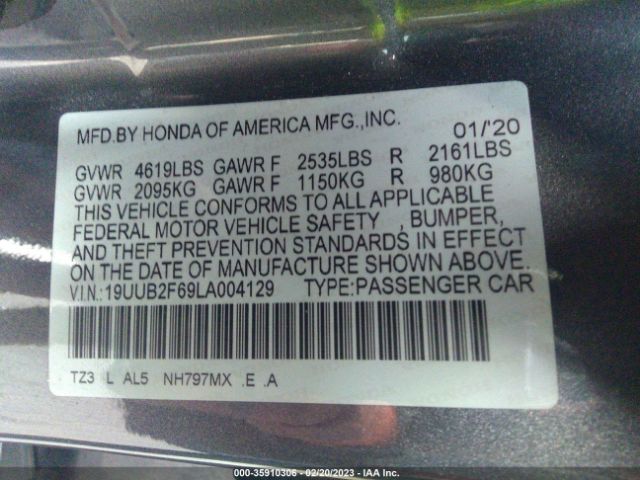 MFD.BY HONDA OF AMERICA MFG.,INC. 01/'20
GVWR 4619LBS GAWR F 2535LBS R 2161LBS
GVWR 2095KG GAWR F 1150KG R 980KG
THIS VEHICLE CONFORMS TO ALL APPLICABLE
FEDERAL MOTOR VEHICLE SAFETY , BUMPER,
AND THEFT PREVENTION STANDARDS IN EFFECT
ON THE DATE OF MANUFACTURE SHOWN ABOVE.
V.I.N.:19UUB2F69LA004129 TYPE:PASSENGER CAR
TZ3 L AL5 NH797MX .E .A
000-35910306 - 02/20/2023 - IAA Inc.